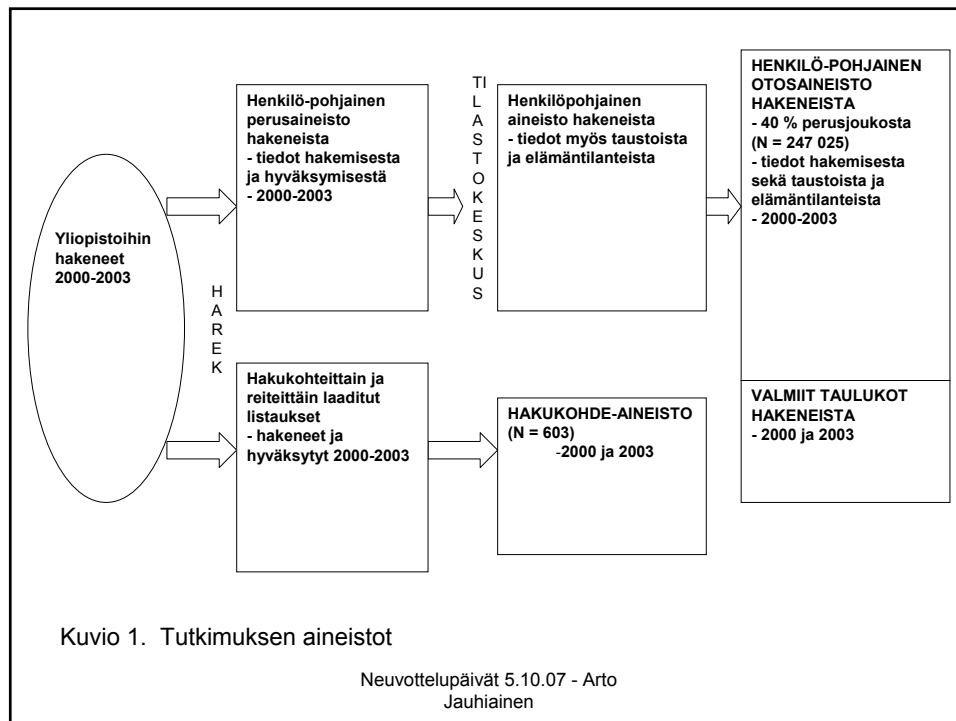 Yliopistoihin
hakeneet
2000-2003
HAREK
Henkilö-pohjainen
perusaineisto
hakeneista
- tiedot hakemisesta
ja hyväksymisestä
- 2000-2003
TILASTOKESKUS
Henkilöpohjainen
aineisto hakeneista
- tiedot myös taustoista
ja elämäntilanteista
HENKILÖ-POHJAINEN
OTOSAINEISTO
HAKENEISTA
- 40 % perusjoukosta
(N = 247 025)
- tiedot hakemisesta
sekä taustoista ja
elämäntilanteista
- 2000-2003
Hakukohteittain ja
reiteittäin laaditut
listaukset
- hakeneet ja
hyväksytyt 2000-2003
HAKUKOHDE-AINEISTO
(N = 603)
-2000 ja 2003
VALMIIT TAULUKOT
HAKENEISTA
- 2000 ja 2003
Kuvio 1. Tutkimuksen aineistot
Neuvottelupäivät 5.10.07 - Arto
Jauhiainen